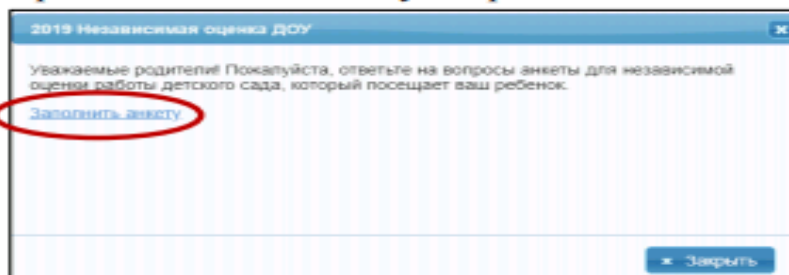 2019 Независимая оценка ДОУ
Уважаемые родители! Пожалуйста, ответьте на вопросы анкеты для независимой
оценки работы детского сада, который посещает ваш ребенок.
Заполнить анкету
× Закрыть